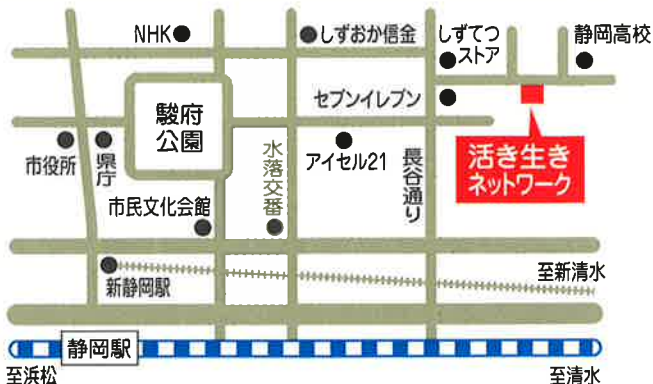 NHK
しずおか信金
しずてつ
ストア
静岡高校
セブンイレブン
駿府
公園
市役所
県庁
水落交番
アイセル21
長谷通り
活き生き
ネットワーク
市民文化会館
新静岡駅
至新清水
静岡駅
至浜松
至清水